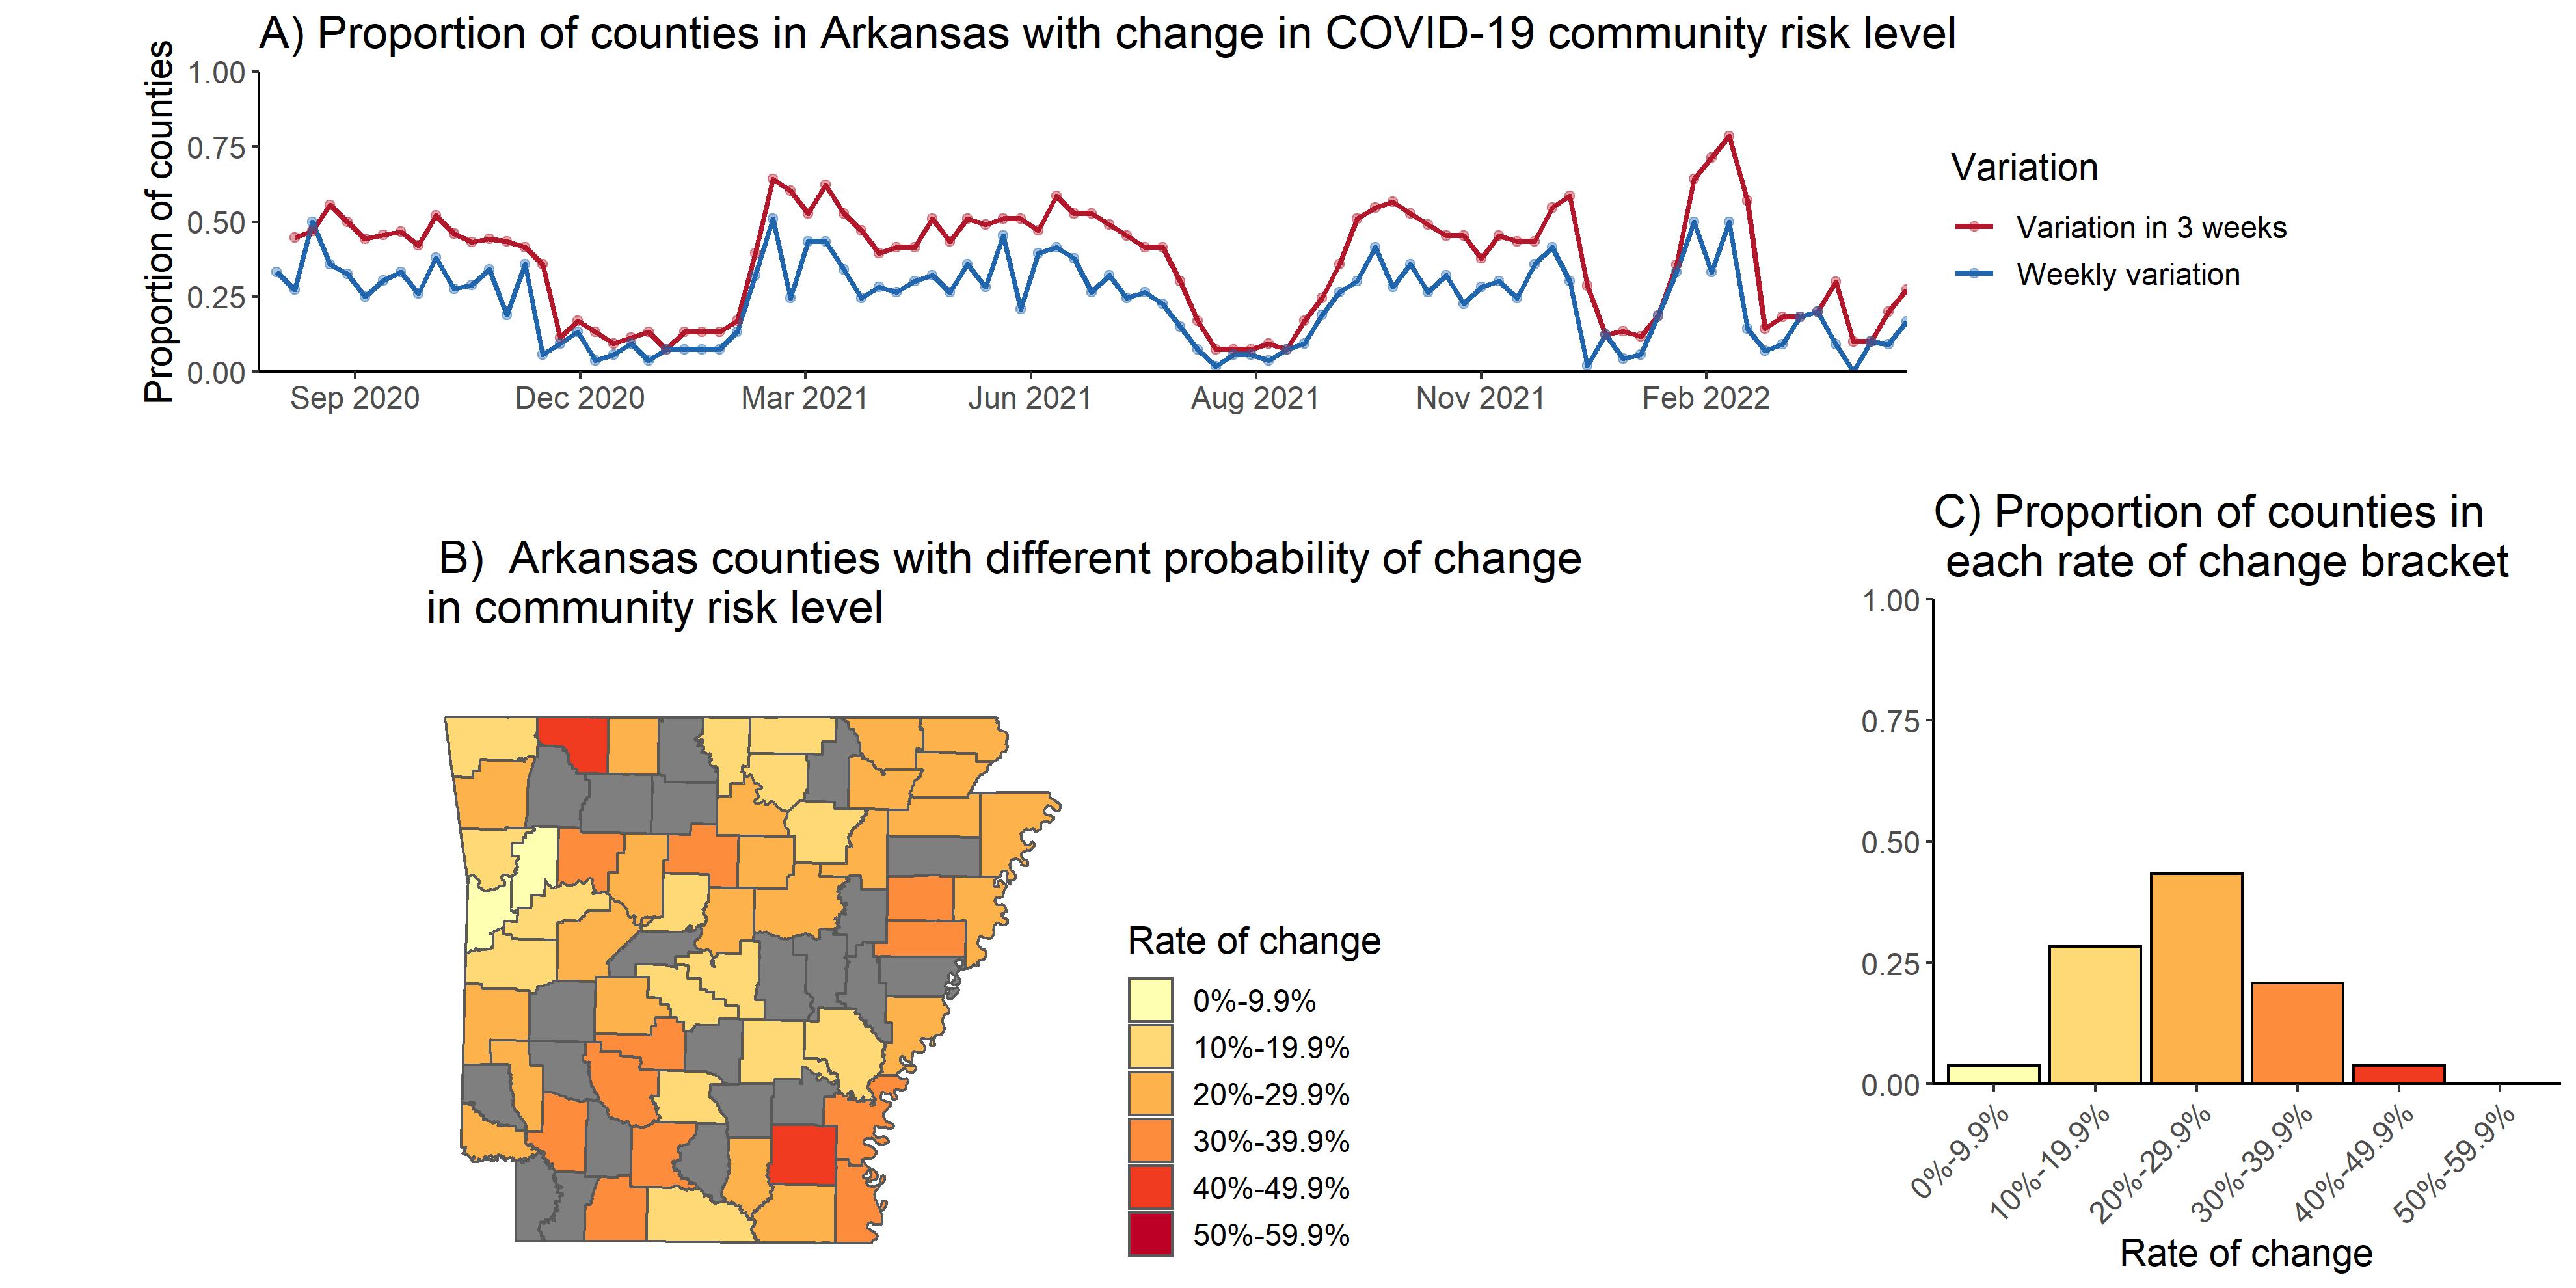 A) Proportion of counties in Arkansas with change in COVID-19 community risk level
Proportion of counties
1.00
0.75
0.50
0.25
0.00
Sep 2020
Dec 2020
Mar 2021
Jun 2021
Aug 2021
Nov 2021
Feb 2022
Variation
Variation in 3 weeks
Weekly variation
B) Arkansas counties with different probability of change
in community risk level
Rate of change
0%-9.9%
10%-19.9%
20%-29.9%
30%-39.9%
40%-49.9%
50%-59.9%
C) Proportion of counties in
each rate of change bracket
1.00
0.75
0.50
0.25
0.00
0%-9.9%
10%-19.9%
20%-29.9%
30%-39.9%
40%-49.9%
50%-59.9%
Rate of change